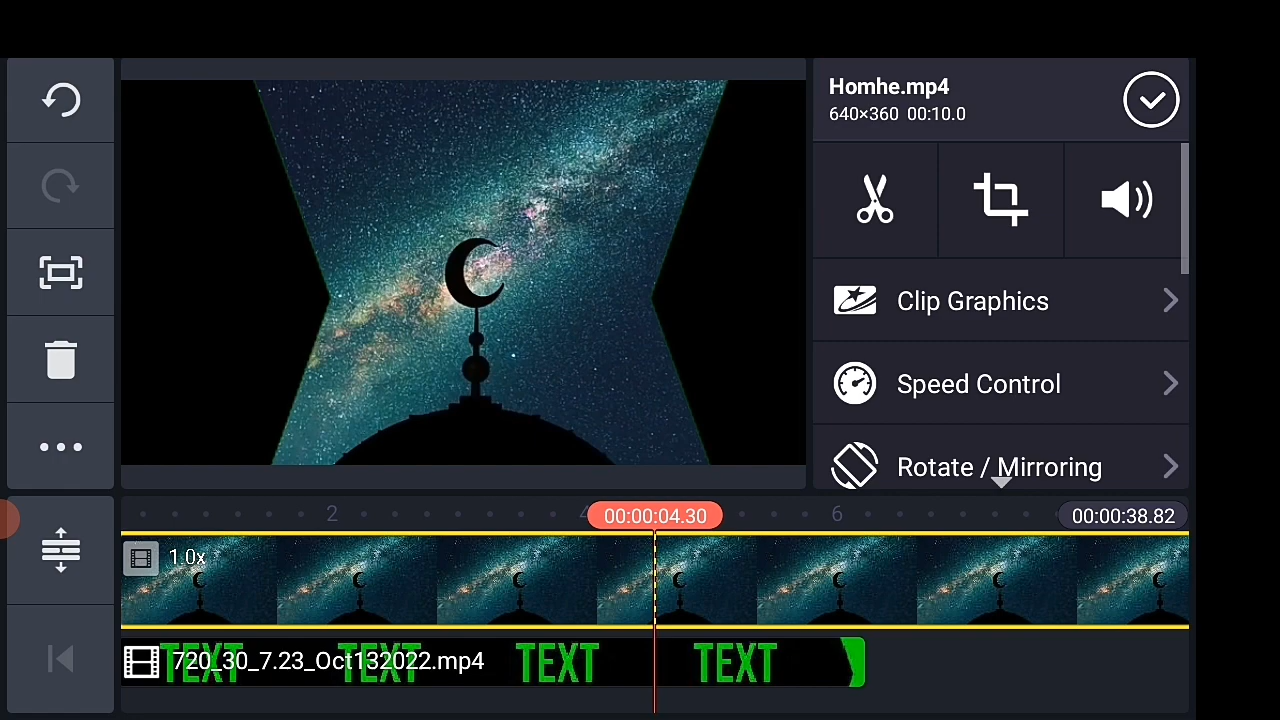 Homhe.mp4
640×360 00:10.0
Clip Graphics
Speed Control
Rotate / Mirroring
2
4
00:00:04.30
6
00:00:38.82
1.0x
TEXT TEXT TEXT TEXT
720_30_7.23_Oct132022.mp4